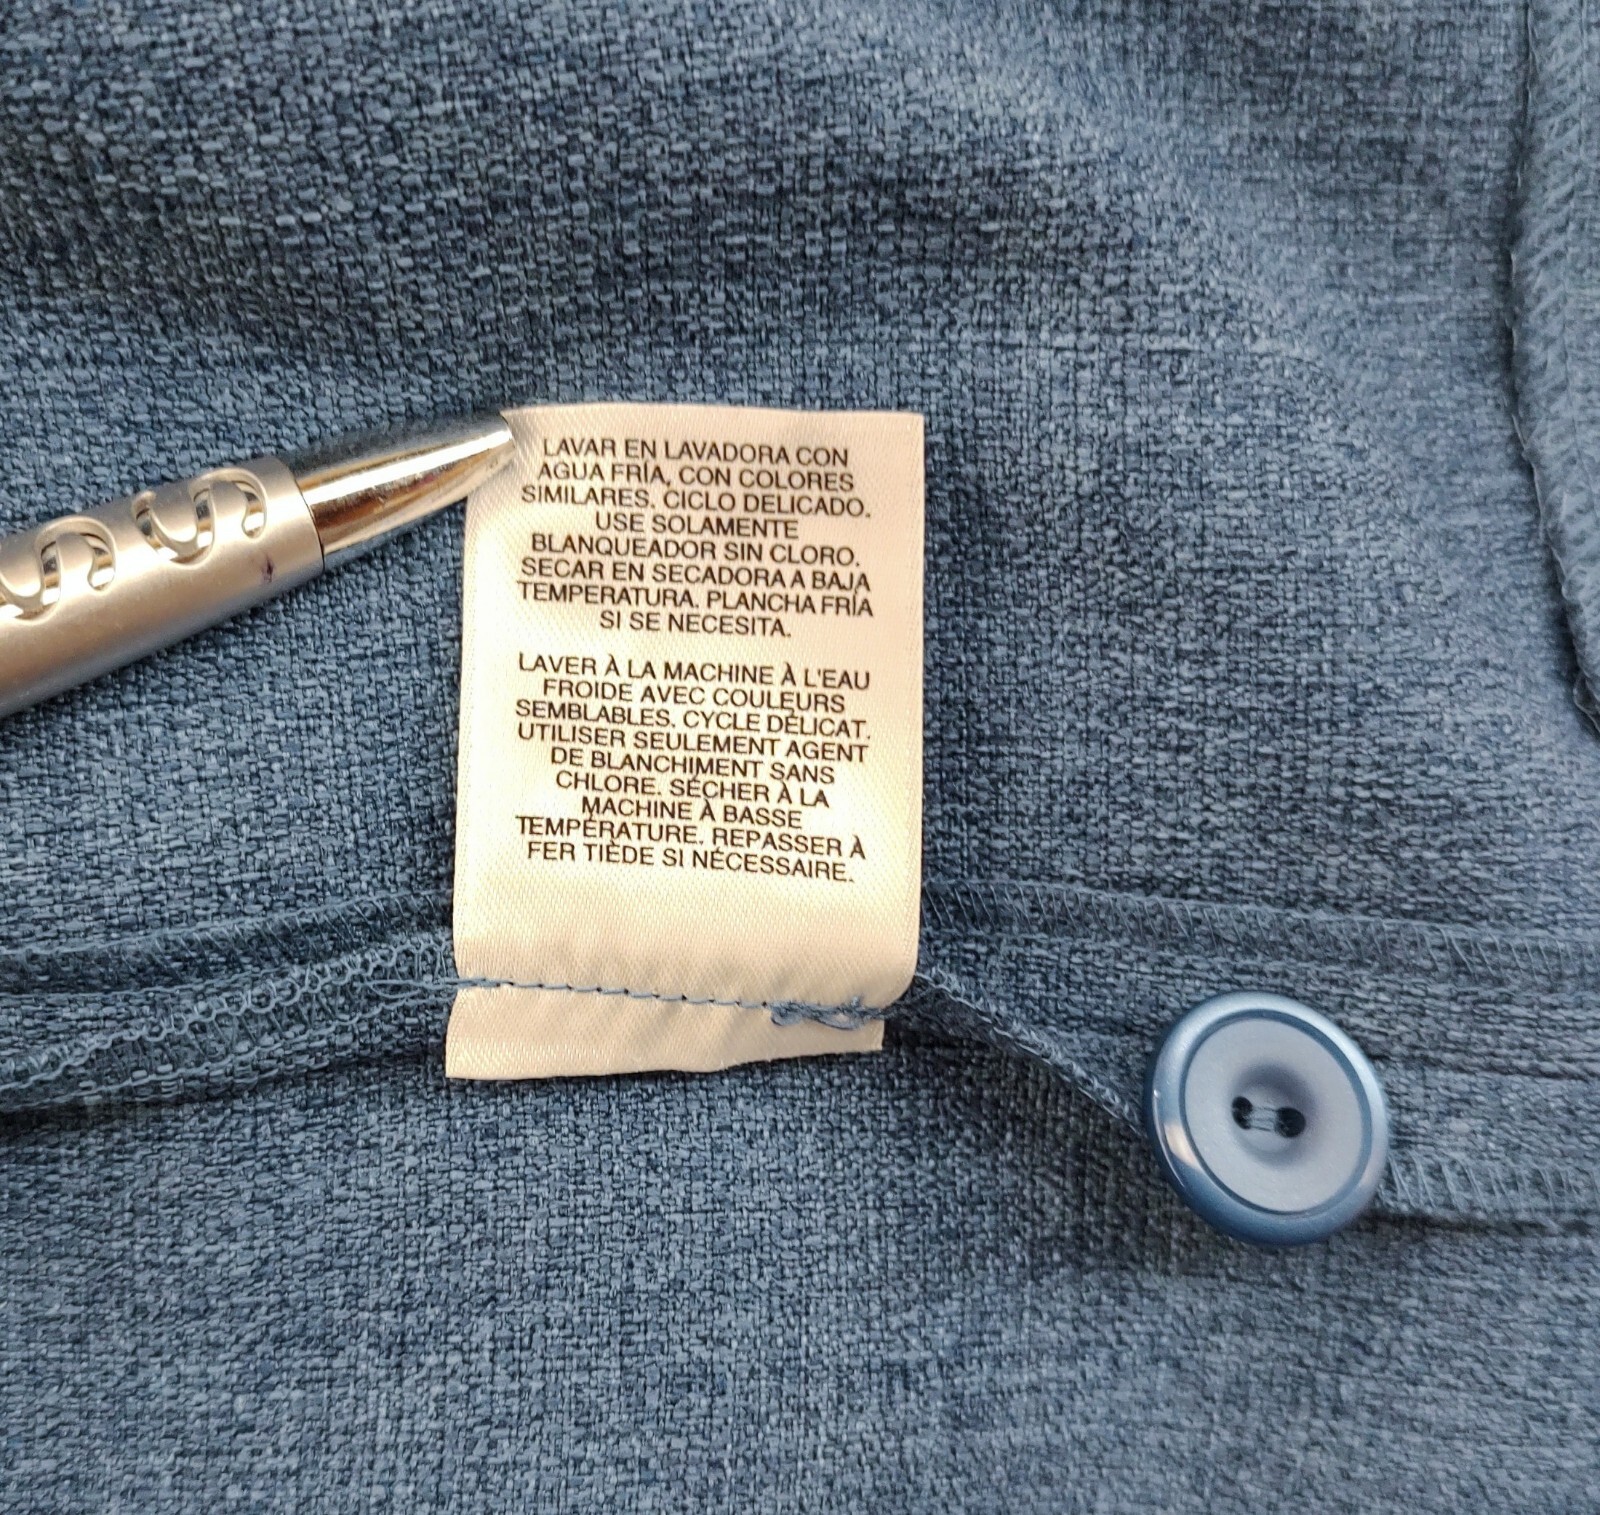 LAVAR EN LAVADORA CON
AGUA FRÍA, CON COLORES
SIMILARES. CICLO DELICADO.
USE SOLAMENTE
BLANQUEADOR SIN CLORO.
SECAR EN SECADORA A BAJA
TEMPERATURA. PLANCHA FRÍA
SI SE NECESITA.
LAVER À LA MACHINE À L'EAU
FROIDE AVEC COULEURS
SEMBLABLES. CYCLE DÉLICAT.
UTILISER SEULEMENT AGENT
DE BLANCHIMENT SANS
CHLORE. SÉCHER À LA
MACHINE À BASSE
TEMPÉRATURE. REPASSER À
FER TIÈDE SI NÉCESSAIRE.